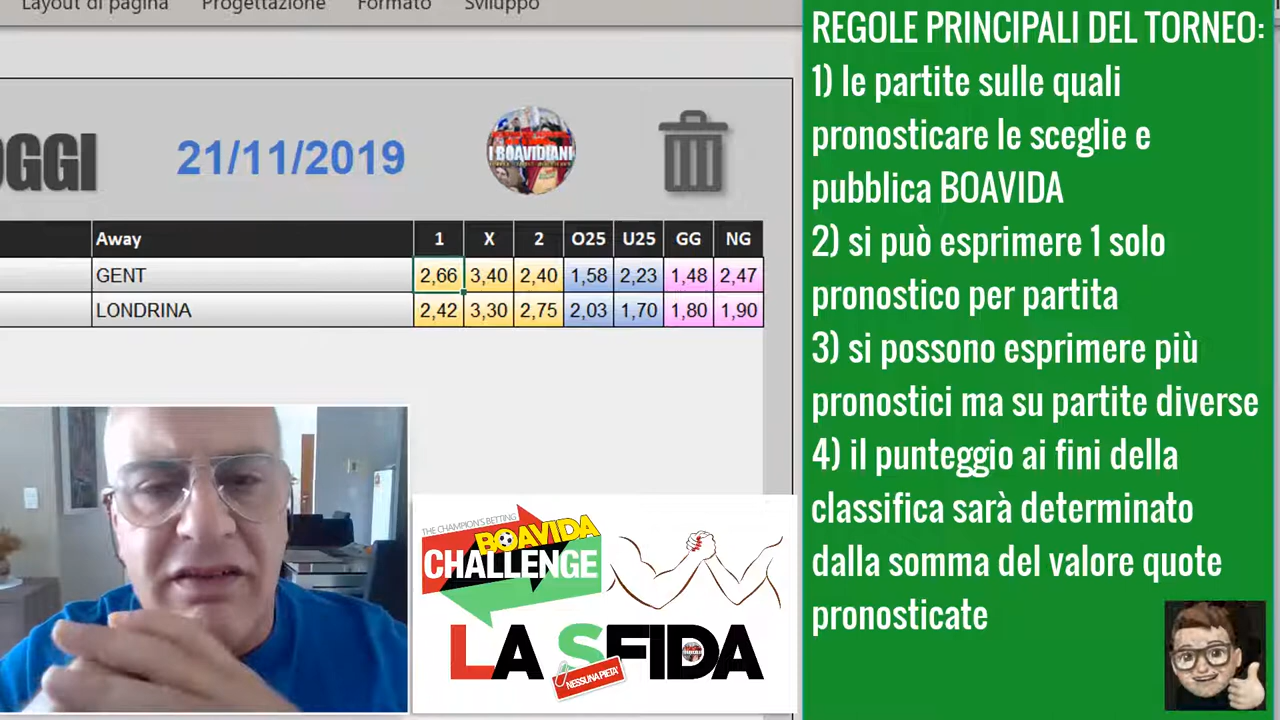 Layout di pagina Progettazione Formato Sviluppo
OGGI 21/11/2019
I BOAVIDIANI
Away 1 X 2 O25 U25 GG NG
GENT 2,66 3,40 2,40 1,58 2,23 1,48 2,47
LONDRINA 2,42 3,30 2,75 2,03 1,70 1,80 1,90
THE CHAMPION'S BETTING
BOAVIDA
CHALLENGE
LA SFIDA
NESSUNA PIETA'
REGOLE PRINCIPALI DEL TORNEO:
1) le partite sulle quali
pronosticare le sceglie e
pubblica BOAVIDA
2) si può esprimere 1 solo
pronostico per partita
3) si possono esprimere più
pronostici ma su partite diverse
4) il punteggio ai fini della
classifica sarà determinato
dalla somma del valore quote
pronosticate